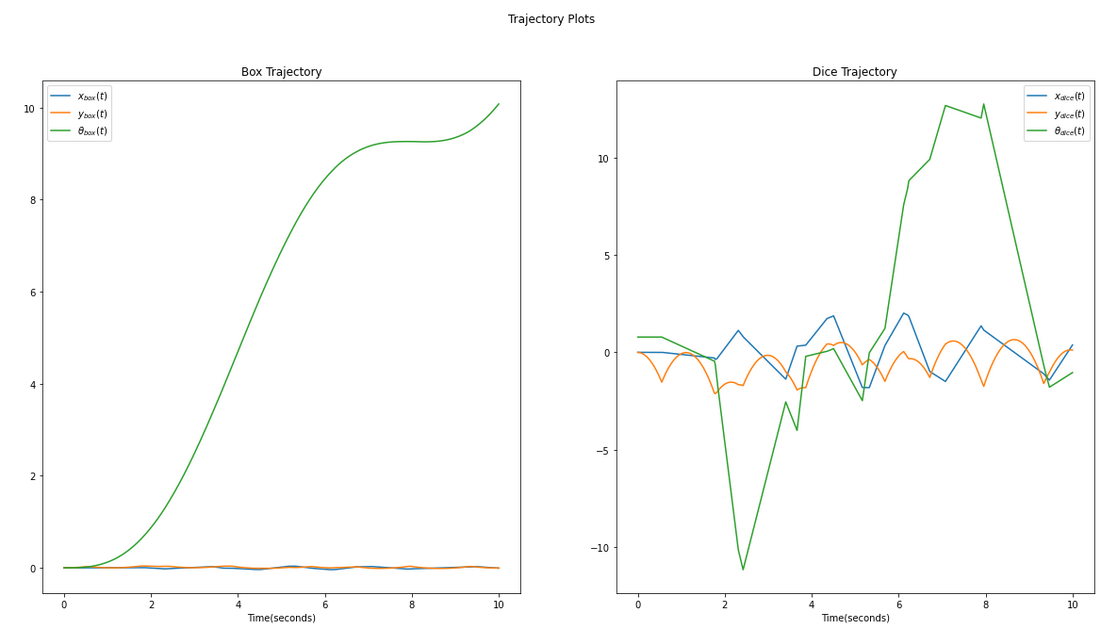 Trajectory Plots
Box Trajectory
x_box(t)
y_box(t)
θ_box(t)
10
8
6
4
2
0
0 2 4 6 8 10
Time(seconds)
Dice Trajectory
x_dice(t)
y_dice(t)
θ_dice(t)
10
5
0
−5
−10
0 2 4 6 8 10
Time(seconds)